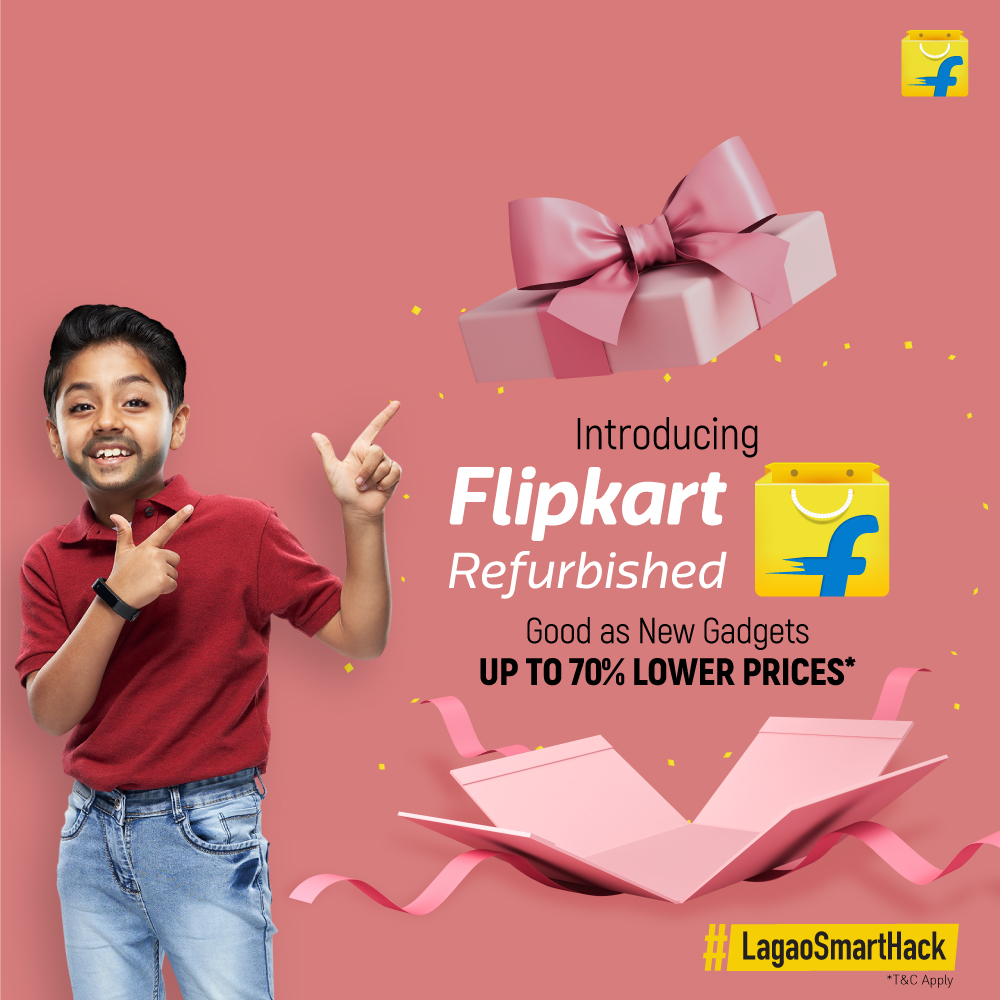 Introducing
Flipkart
Refurbished
Good as New Gadgets
UP TO 70% LOWER PRICES*
#LagaoSmartHack
*T&C Apply